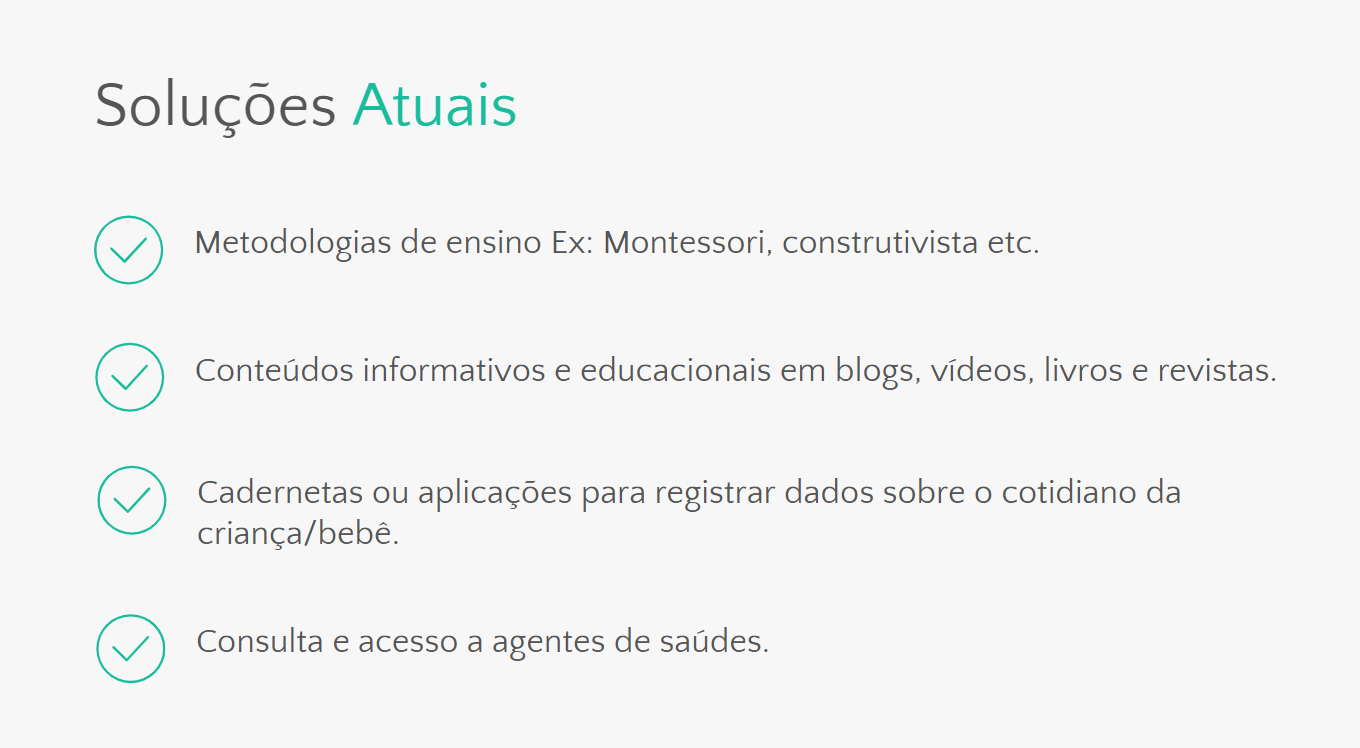 Soluções Atuais
Metodologias de ensino Ex: Montessori, construtivista etc.
Conteúdos informativos e educacionais em blogs, vídeos, livros e revistas.
Cadernetas ou aplicações para registrar dados sobre o cotidiano da
criança/bebê.
Consulta e acesso a agentes de saúdes.